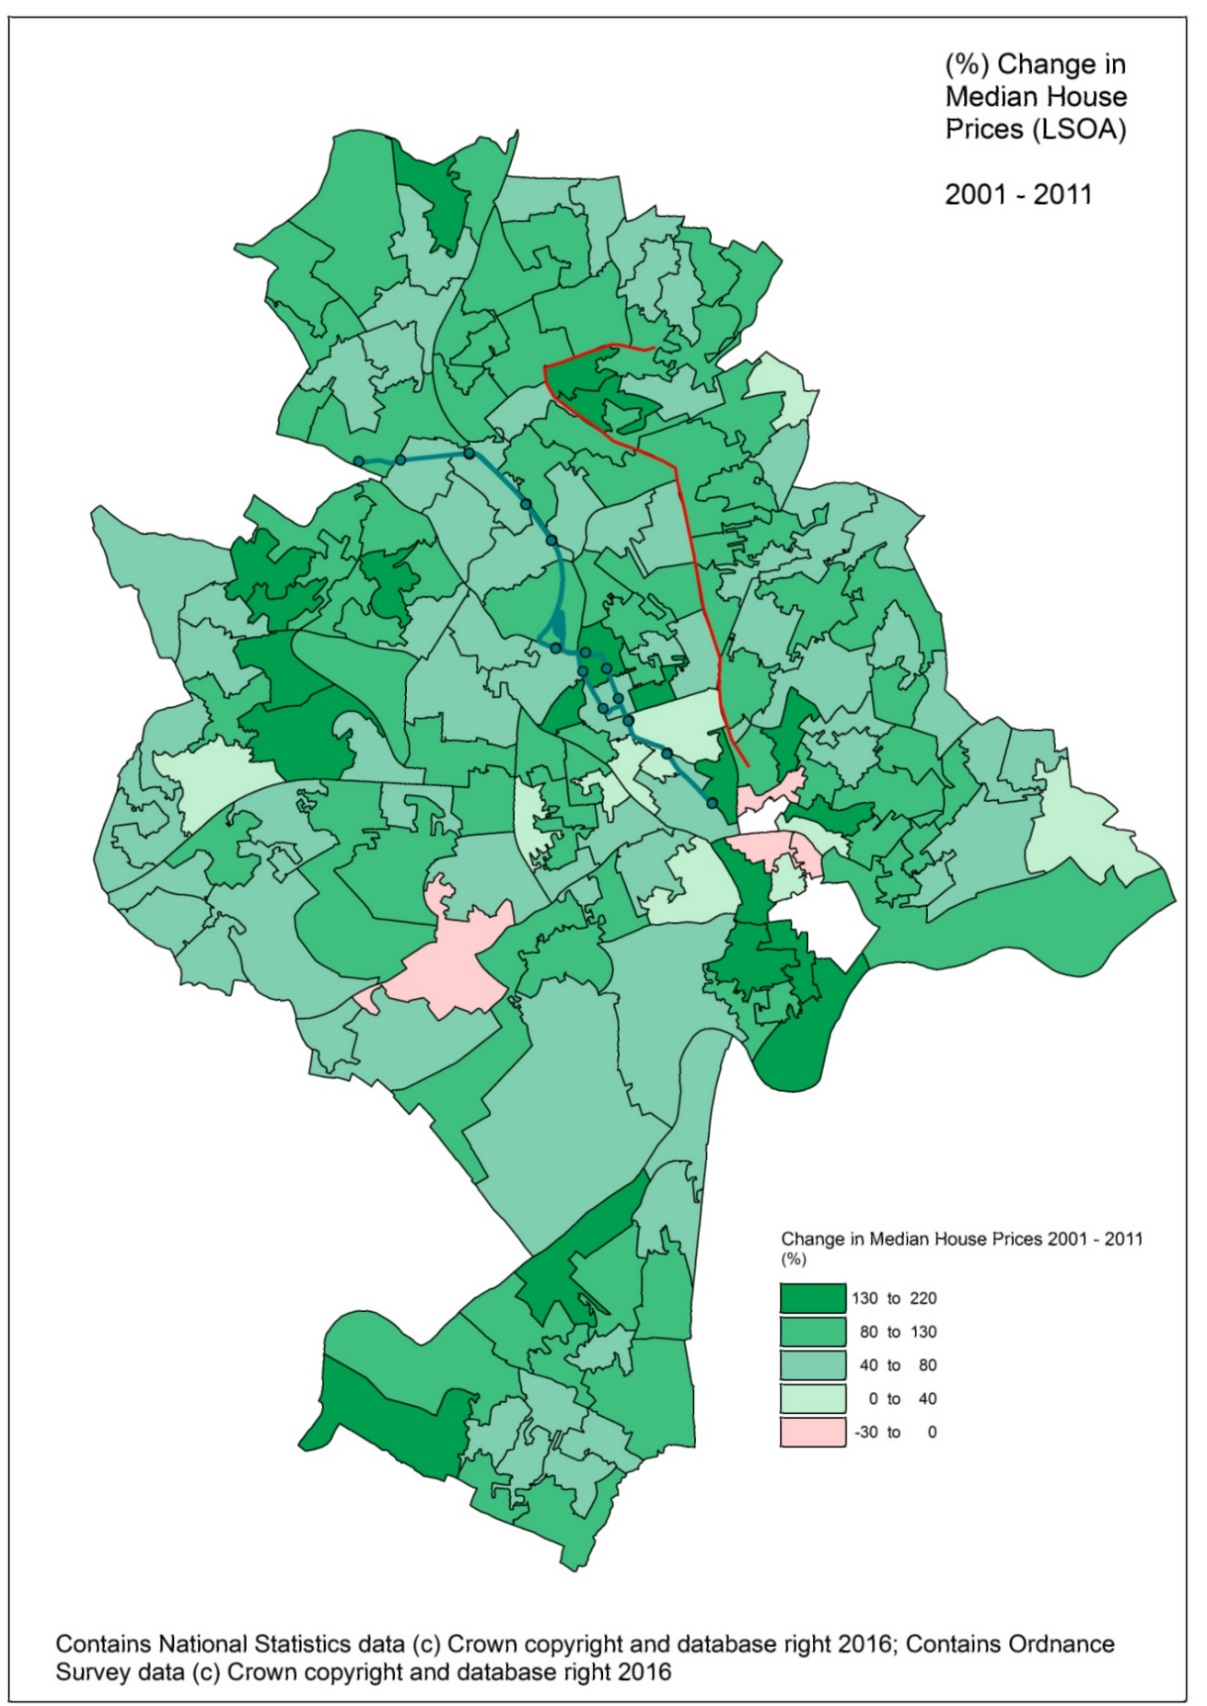 (%) Change in
Median House
Prices (LSOA)
2001 - 2011
Change in Median House Prices 2001 - 2011
(%)
130 to 220
80 to 130
40 to 80
0 to 40
-30 to 0
Contains National Statistics data (c) Crown copyright and database right 2016; Contains Ordnance
Survey data (c) Crown copyright and database right 2016